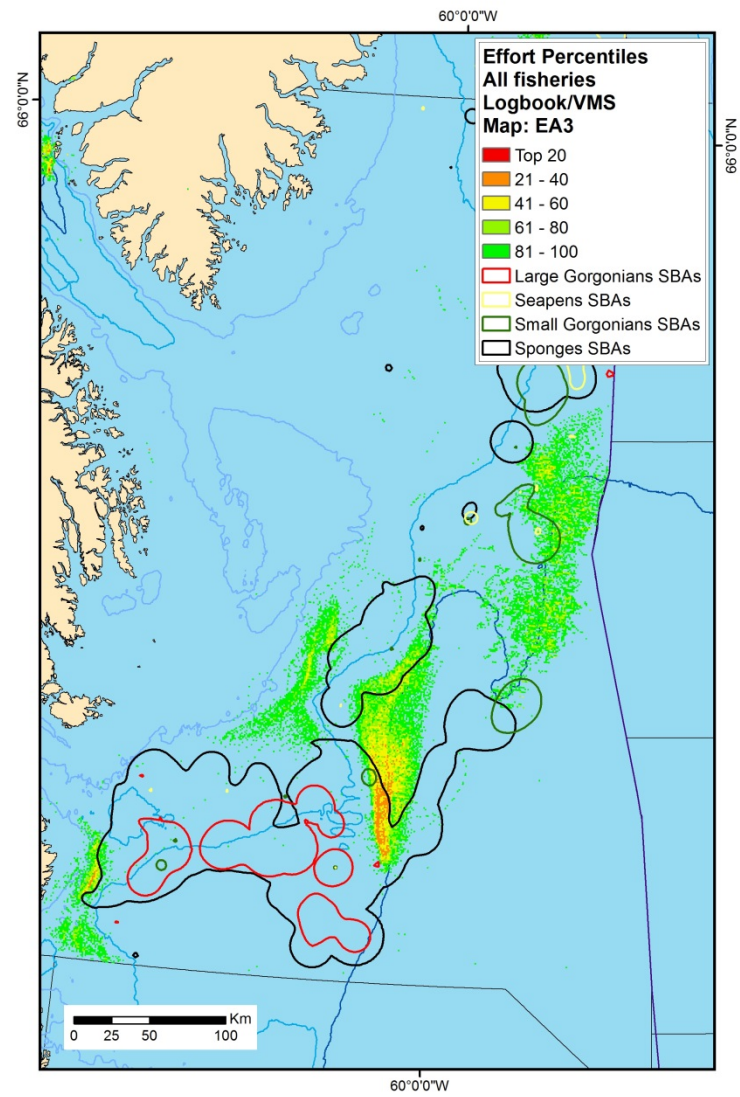 60°0'0"W
66°0'0"N
66°0'0"N
Effort Percentiles
All fisheries
Logbook/VMS
Map: EA3
Top 20
21 - 40
41 - 60
61 - 80
81 - 100
Large Gorgonians SBAs
Seapens SBAs
Small Gorgonians SBAs
Sponges SBAs
Km
0 25 50 100
60°0'0"W